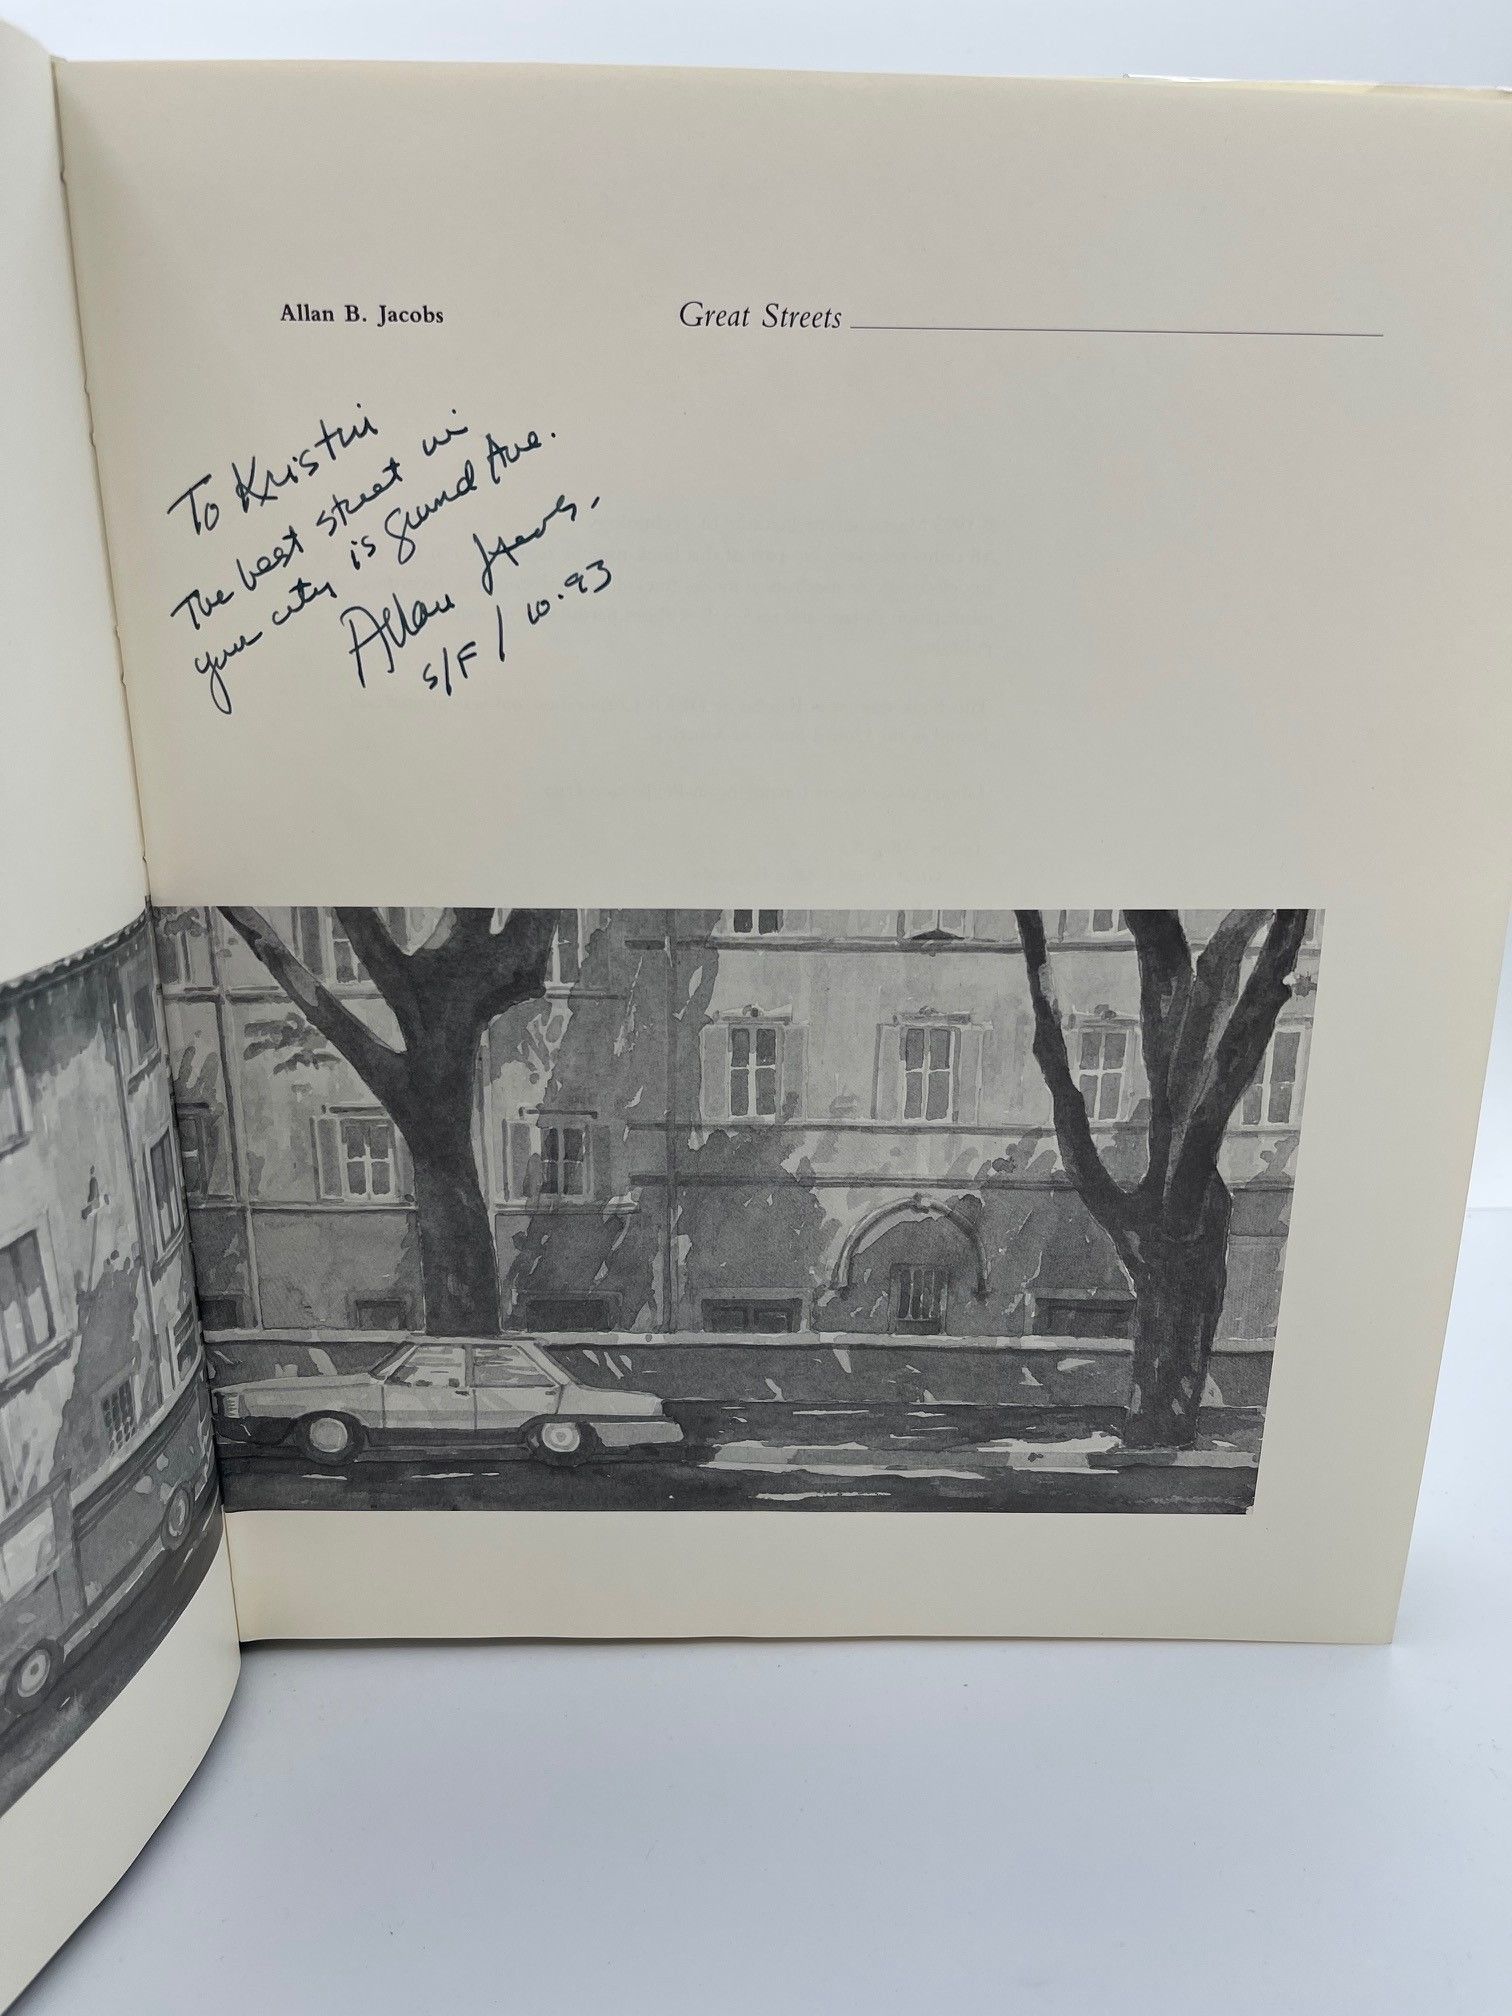 Allan B. Jacobs
Great Streets
To Kristin
The best street in
your city is Grand Ave.
Allan Jacobs.
S/F / 10.93